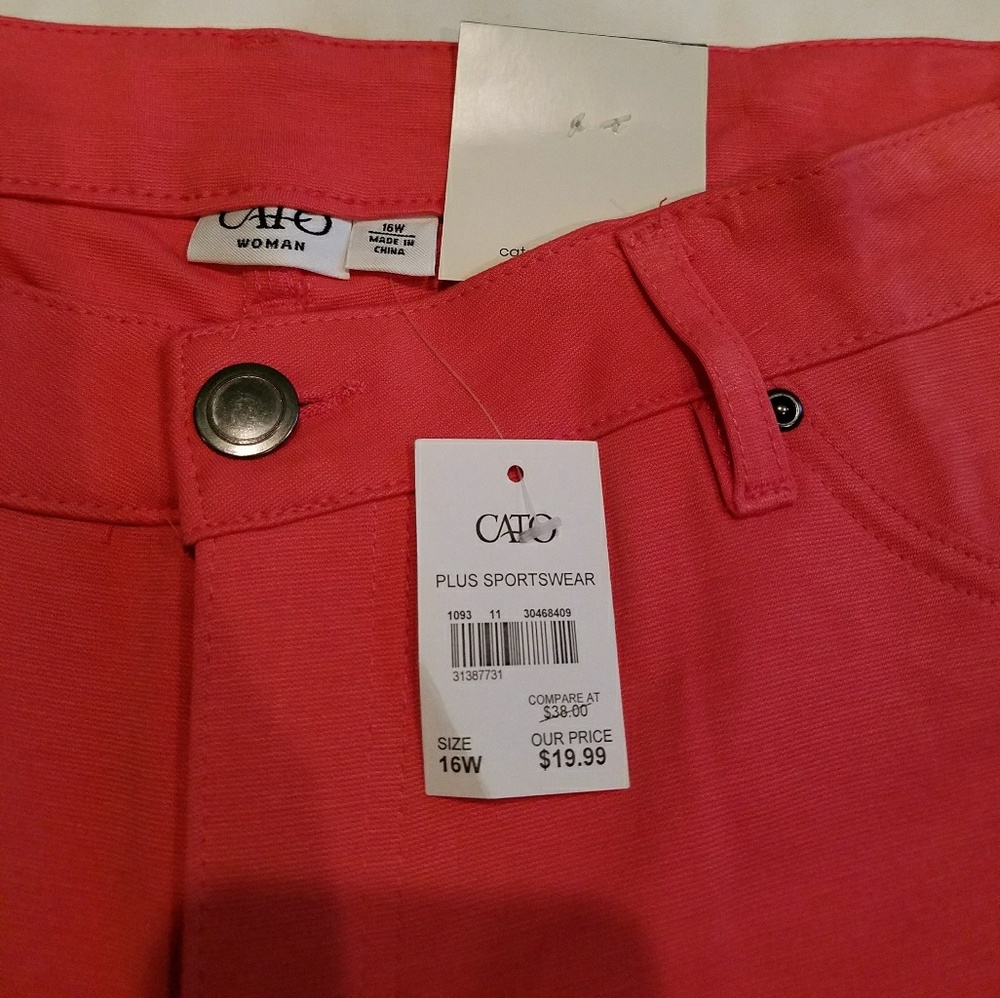 CATO
WOMAN
16W
MADE IN
CHINA
cat
CATO
PLUS SPORTSWEAR
1093 11 30468409
31387731
COMPARE AT
$38.00
SIZE
16W
OUR PRICE
$19.99